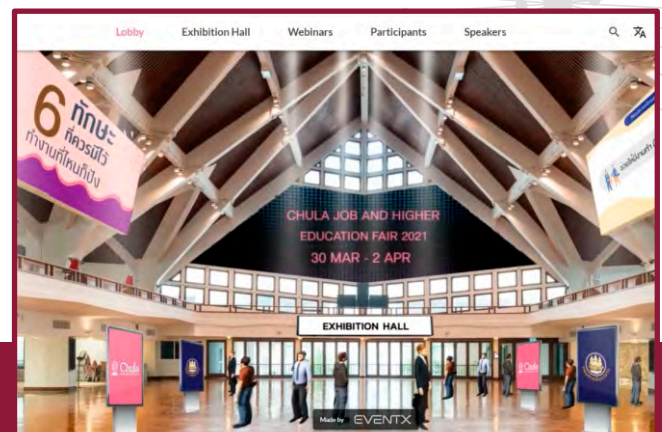 Lobby
Exhibition Hall
Webinars
Participants
Speakers
6 ทักษะ
ที่ควรมีไว้
ทำงานที่ไหนก็ปัง
CHULA JOB AND HIGHER
EDUCATION FAIR 2021
30 MAR - 2 APR
EXHIBITION HALL
Chula
Chula
Made by EVENTX